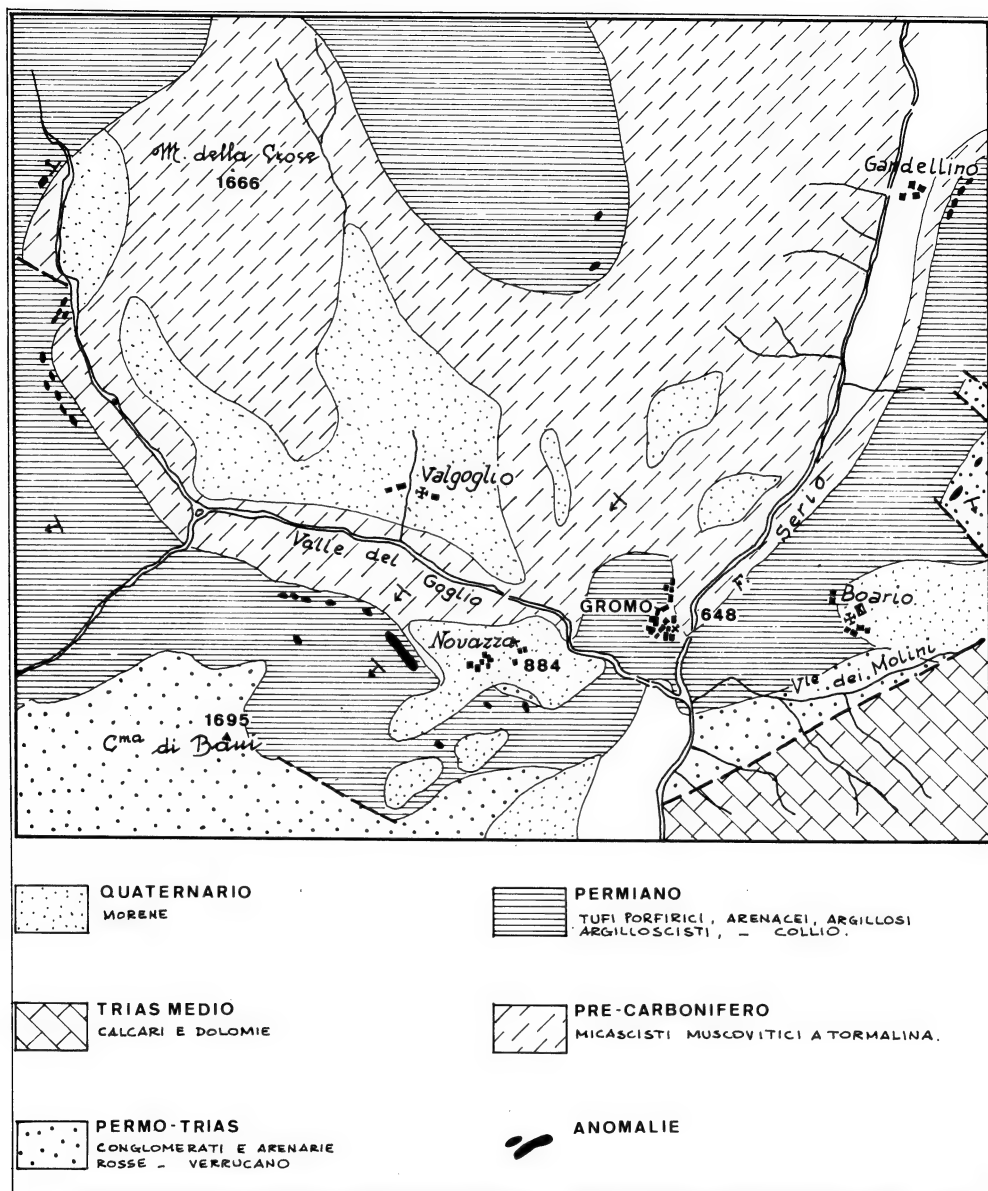 M. della Crose
1666
Gandellino
Valgoglio
Valle del Goglio
F. Serio
GROMO
648
Boario
Novazza
884
Vle dei Molini
1695
Cma di Bani
QUATERNARIO
MORENE
PERMIANO
TUFI PORFIRICI, ARENACEI, ARGILLOSI
ARGILLOSCISTI, - COLLIO.
TRIAS MEDIO
CALCARI E DOLOMIE
PRE-CARBONIFERO
MICASCISTI MUSCOVITICI A TORMALINA.
PERMO-TRIAS
CONGLOMERATI E ARENARIE
ROSSE - VERRUCANO
ANOMALIE